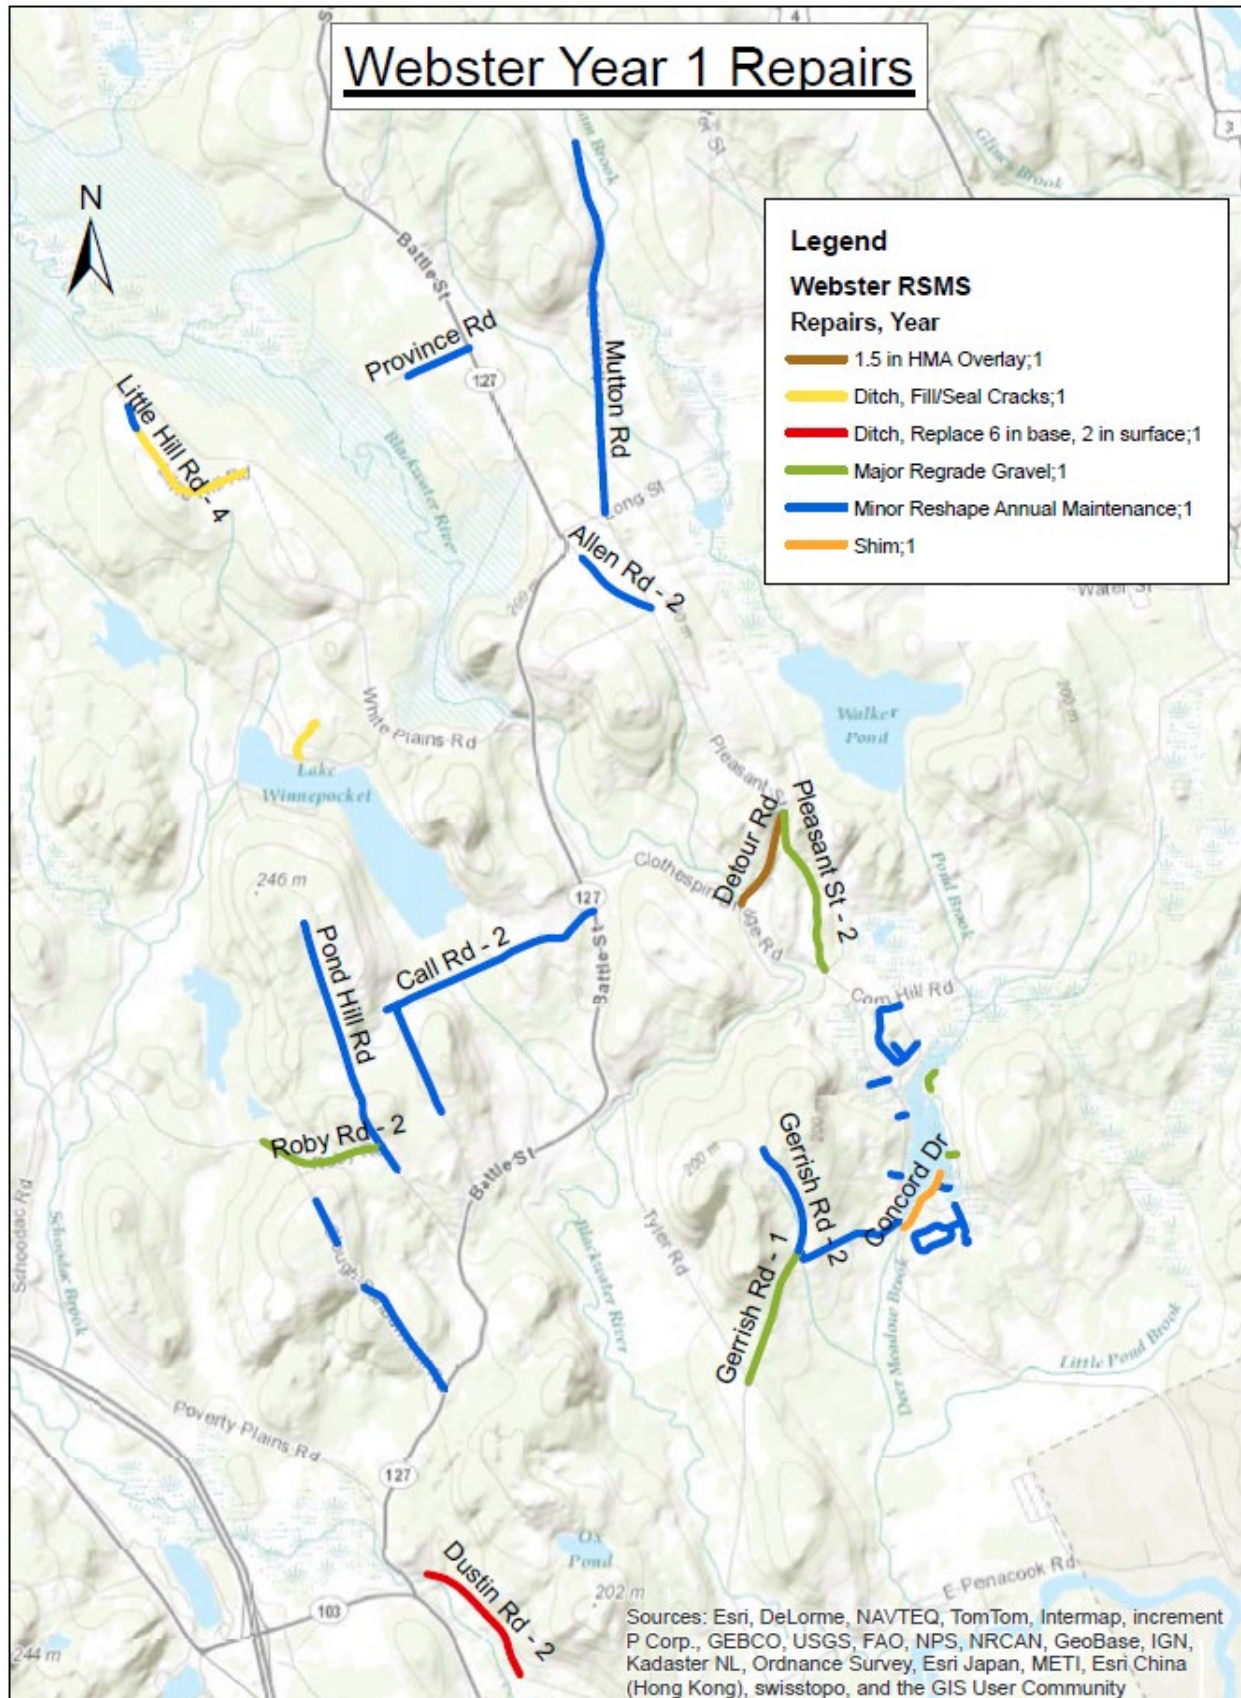 Webster Year 1 Repairs
4
3
N
Legend
Webster RSMS
Repairs, Year
1.5 in HMA Overlay;1
Ditch, Fill/Seal Cracks;1
Ditch, Replace 6 in base, 2 in surface;1
Major Regrade Gravel;1
Minor Reshape Annual Maintenance;1
Shim;1
Battle St
Province Rd
127
Mutton Rd
Little Hill Rd - 4
Blackwater River
Long St
Allen Rd - 2
200 m
Water St
White Plains Rd
Lake
Winnepocket
Walker
Pond
200 m
Pleasant St
Detour Rd
Pleasant St - 2
Pond Brook
246 m
127
Battle St
Call Rd - 2
Pond Hill Rd
Corn Hill Rd
Roby Rd - 2
Battle St
200 m
200 m
Gerrish Rd - 2
Concord Dr
Tyler Rd
Schoodac Rd
Schoodac Brook
Blackwater River
Gerrish Rd - 1
Deer Meadow Brook
Little Pond Brook
Poverty Plains Rd
127
Ox
Pond
Dustin Rd - 2
202 m
E Penacook Rd
103
244 m
Sources: Esri, DeLorme, NAVTEQ, TomTom, Intermap, increment
P Corp., GEBCO, USGS, FAO, NPS, NRCAN, GeoBase, IGN,
Kadaster NL, Ordnance Survey, Esri Japan, METI, Esri China
(Hong Kong), swisstopo, and the GIS User Community